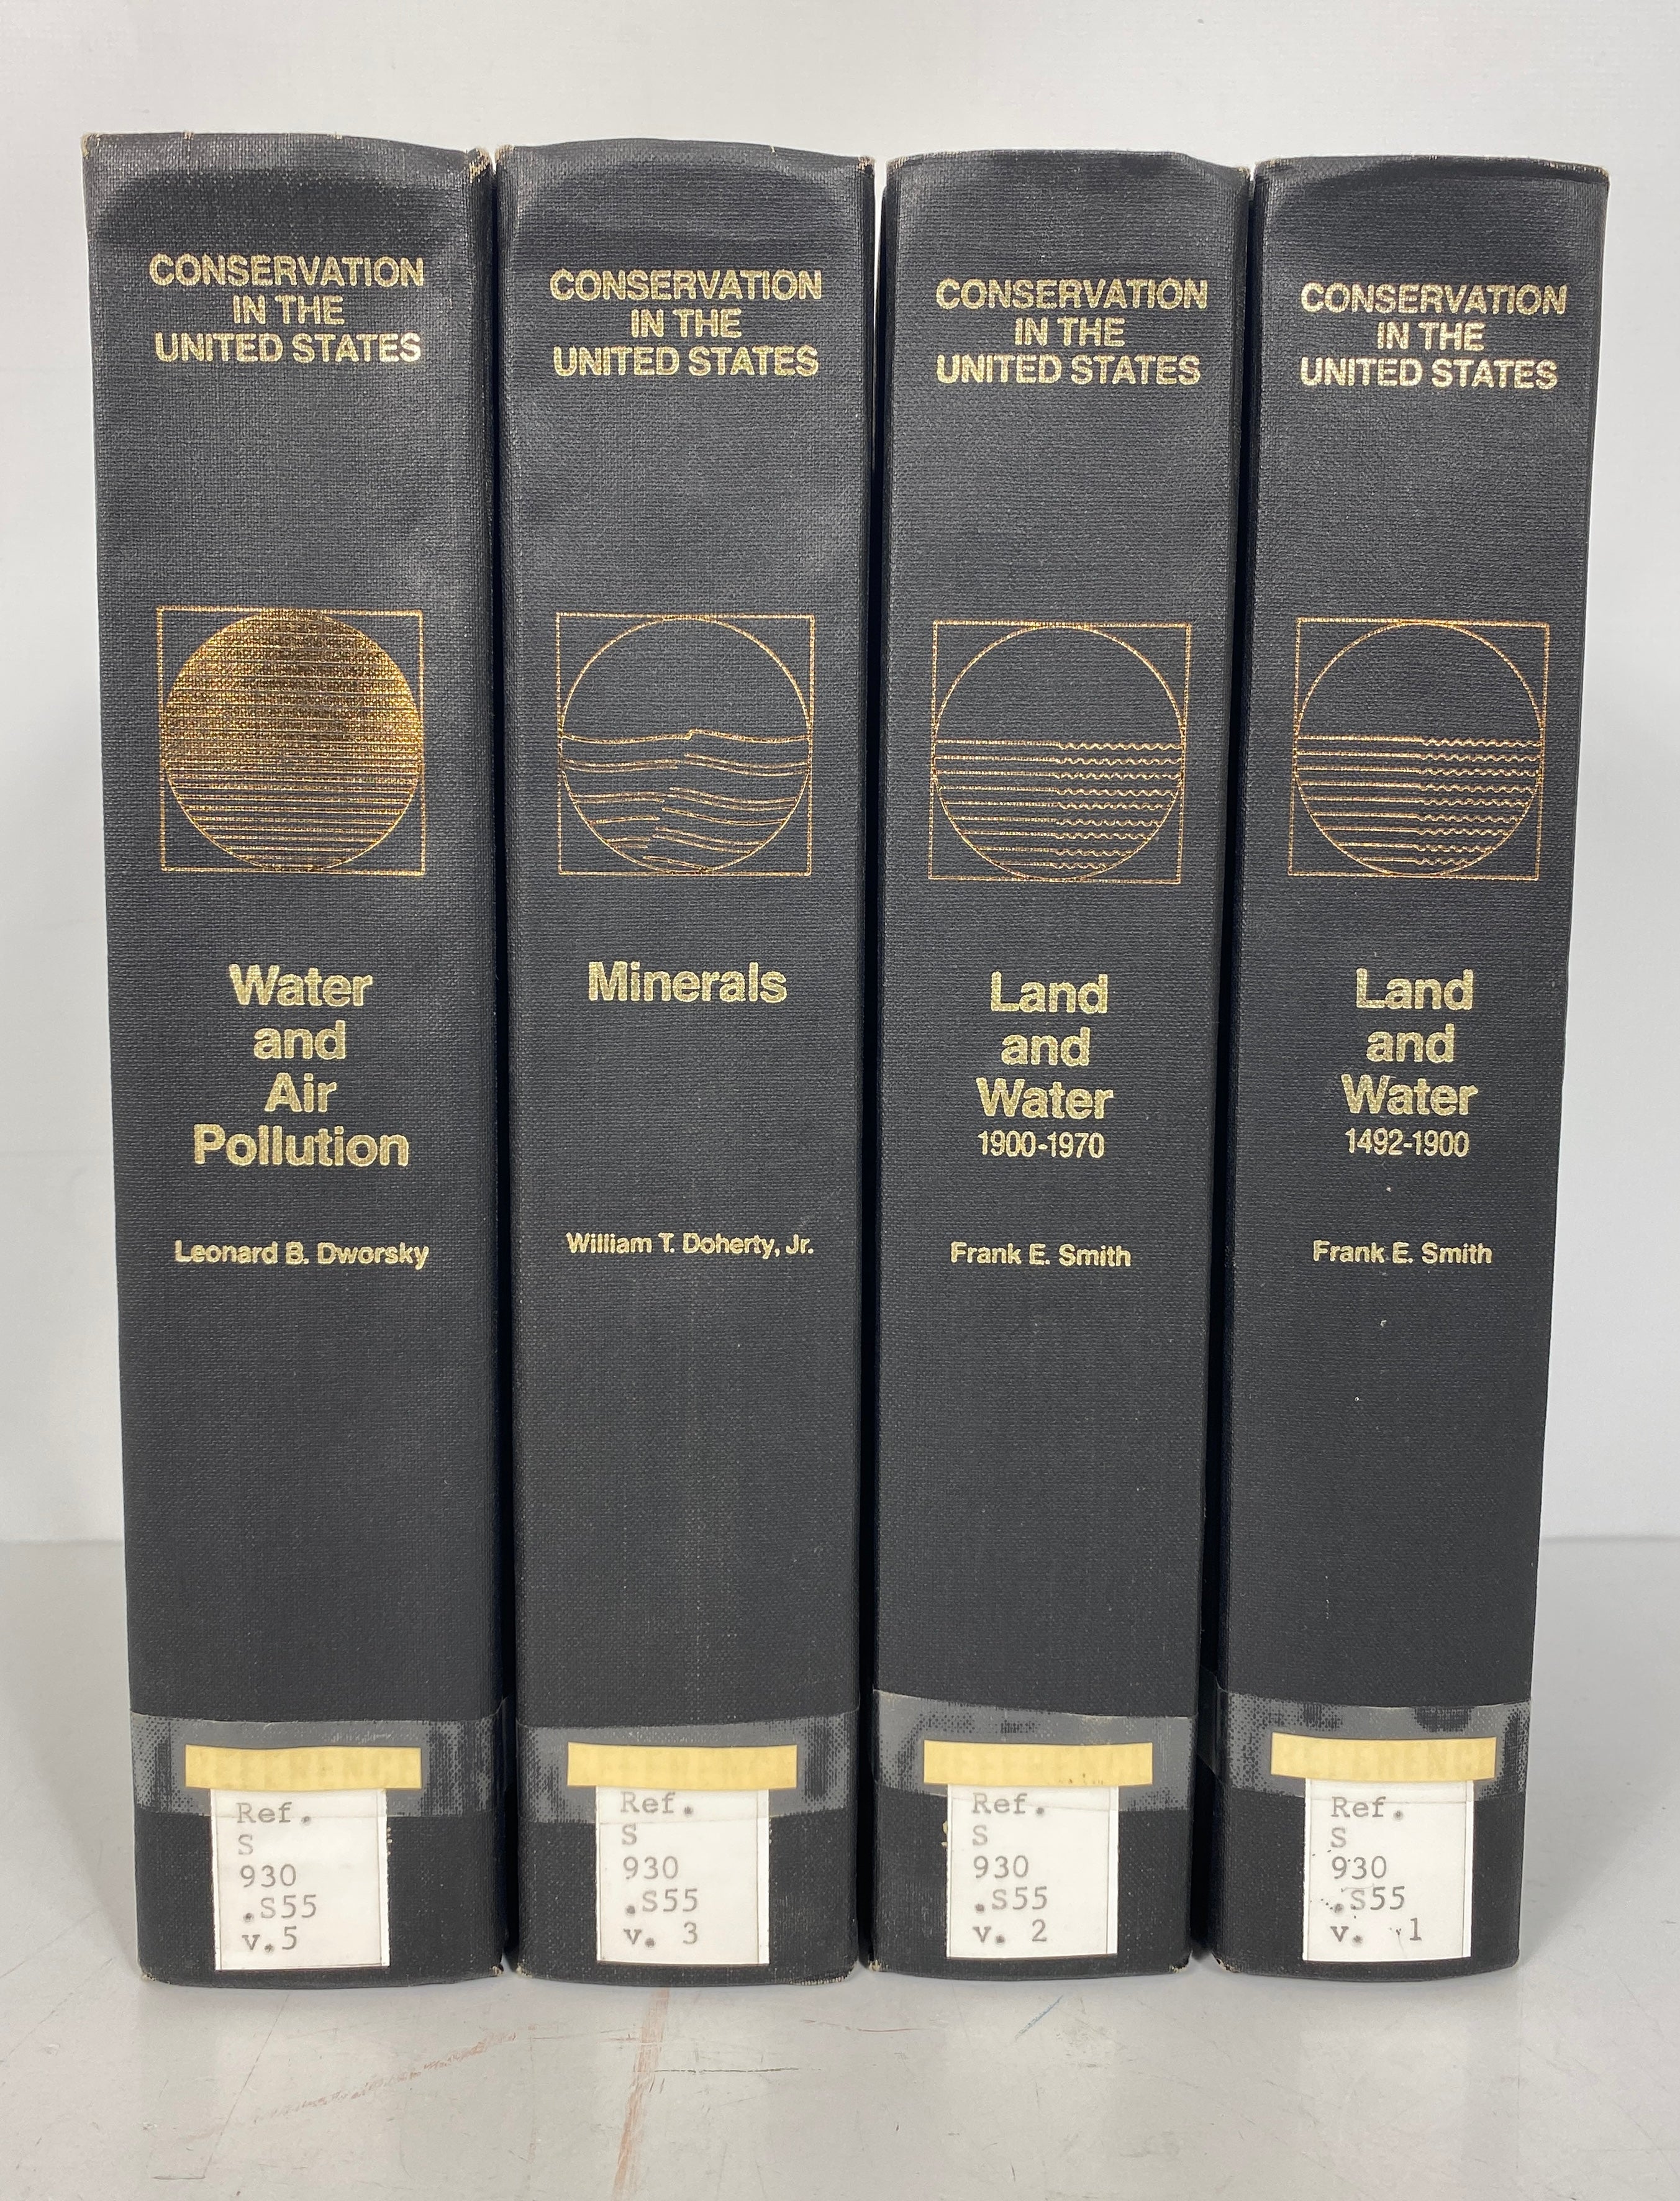 CONSERVATION
IN THE
UNITED STATES
Water
and
Air
Pollution
Leonard B. Dworsky
Ref.
S
930
.S55
v.5
CONSERVATION
IN THE
UNITED STATES
Minerals
William T. Doherty, Jr.
Ref.
S
930
.S55
v. 3
CONSERVATION
IN THE
UNITED STATES
Land
and
Water
1900-1970
Frank E. Smith
Ref.
S
930
.S55
v. 2
CONSERVATION
IN THE
UNITED STATES
Land
and
Water
1492-1900
Frank E. Smith
Ref.
S
930
.S55
v. 1